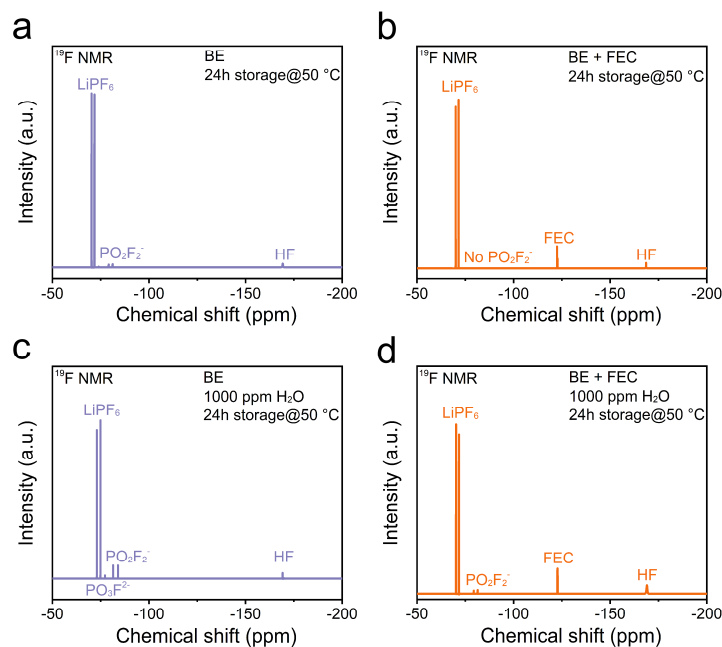 a
¹⁹F NMR
BE
24h storage@50 °C
LiPF₆
PO₂F₂⁻
HF
Intensity (a.u.)
-50
-100
-150
-200
Chemical shift (ppm)
b
¹⁹F NMR
BE + FEC
24h storage@50 °C
LiPF₆
No PO₂F₂⁻
FEC
HF
Intensity (a.u.)
-50
-100
-150
-200
Chemical shift (ppm)
c
¹⁹F NMR
BE
1000 ppm H₂O
24h storage@50 °C
LiPF₆
PO₂F₂⁻
HF
PO₃F²⁻
Intensity (a.u.)
-50
-100
-150
-200
Chemical shift (ppm)
d
¹⁹F NMR
BE + FEC
1000 ppm H₂O
24h storage@50 °C
LiPF₆
PO₂F₂⁻
FEC
HF
Intensity (a.u.)
-50
-100
-150
-200
Chemical shift (ppm)